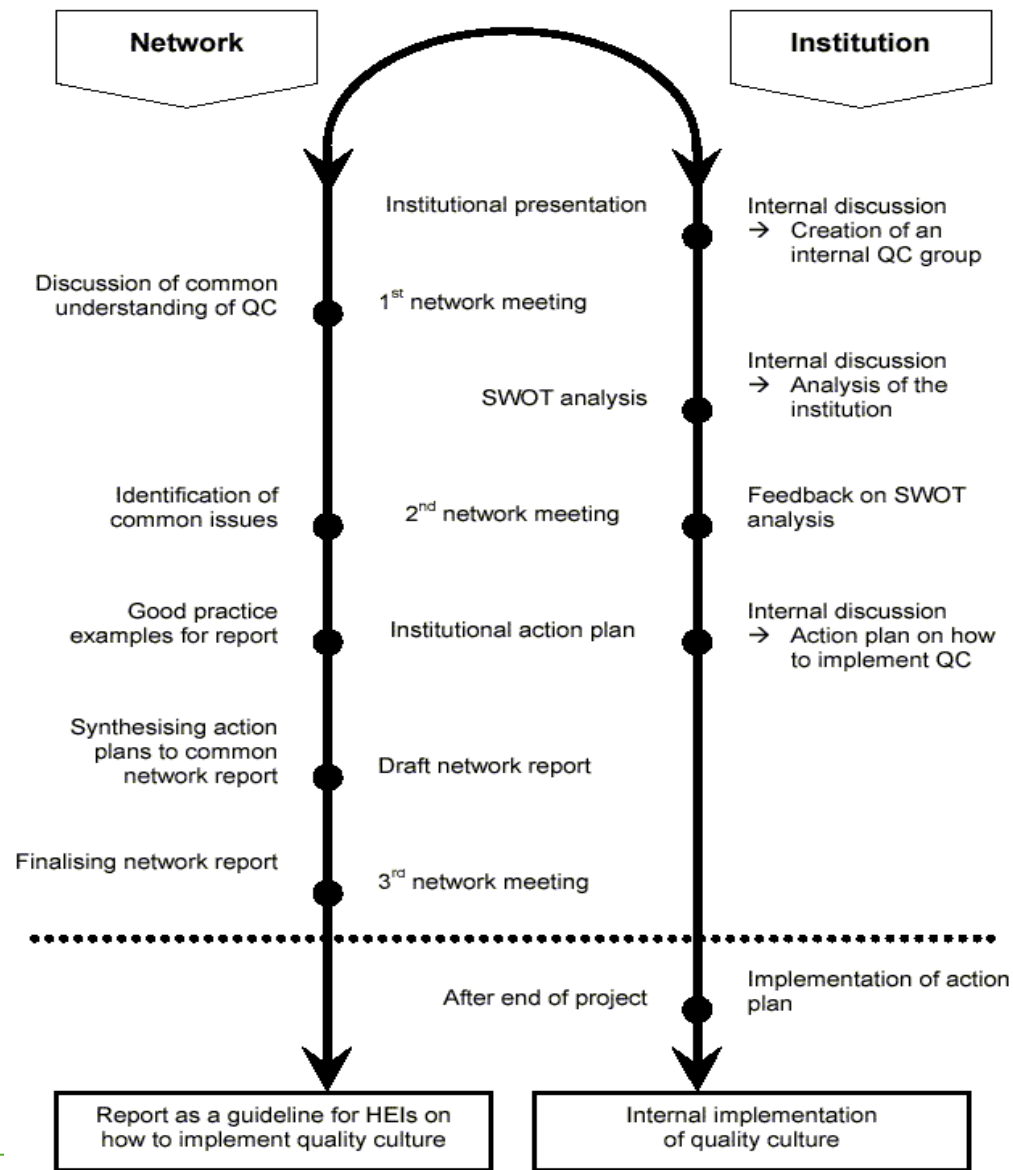 Network
Institution
Institutional presentation
Internal discussion
→ Creation of an
internal QC group
Discussion of common
understanding of QC
1st network meeting
SWOT analysis
Internal discussion
→ Analysis of the
institution
Identification of
common issues
2nd network meeting
Feedback on SWOT
analysis
Good practice
examples for report
Institutional action plan
Internal discussion
→ Action plan on how
to implement QC
Synthesising action
plans to common
network report
Draft network report
Finalising network report
3rd network meeting
After end of project
Implementation of action
plan
Report as a guideline for HEIs on
how to implement quality culture
Internal implementation
of quality culture